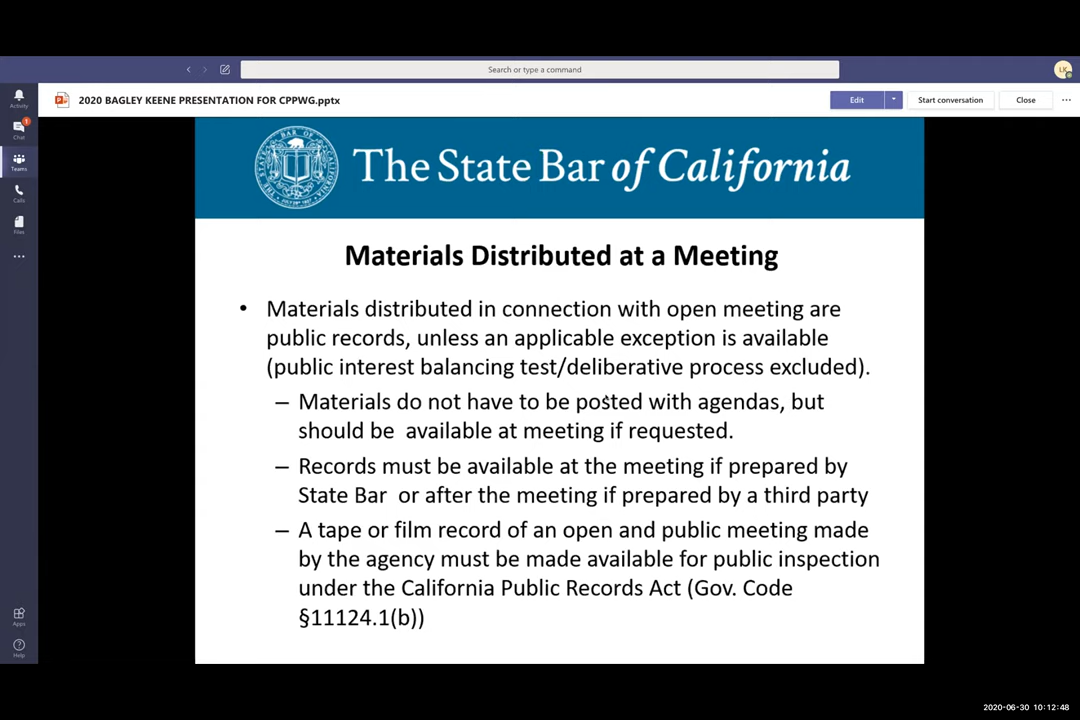 Search or type a command
LK
Activity
2020 BAGLEY KEENE PRESENTATION FOR CPPWG.pptx
Edit
Start conversation
Close
1
Chat
Teams
Calls
Files
The State Bar of California
Materials Distributed at a Meeting
• Materials distributed in connection with open meeting are
public records, unless an applicable exception is available
(public interest balancing test/deliberative process excluded).
– Materials do not have to be posted with agendas, but
should be available at meeting if requested.
– Records must be available at the meeting if prepared by
State Bar or after the meeting if prepared by a third party
– A tape or film record of an open and public meeting made
by the agency must be made available for public inspection
under the California Public Records Act (Gov. Code
§11124.1(b))
Apps
Help
2020-06-30 10:12:48